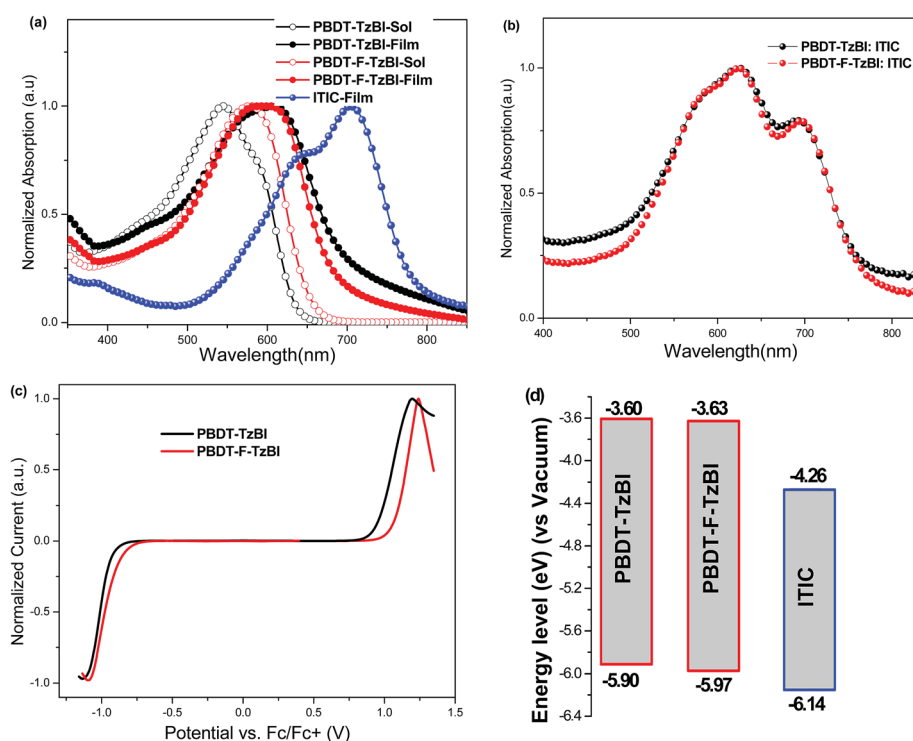 (a)
PBDT-TzBI-Sol
PBDT-TzBI-Film
PBDT-F-TzBI-Sol
PBDT-F-TzBI-Film
ITIC-Film
Normalized Absorption (a.u)
1.0
0.5
0.0
400 500 600 700 800
Wavelength(nm)
(b)
PBDT-TzBI: ITIC
PBDT-F-TzBI: ITIC
Normalized Absorption(a.u)
1.0
0.5
0.0
400 500 600 700 800
Wavelength(nm)
(c)
PBDT-TzBI
PBDT-F-TzBI
Normalized Current (a.u.)
1.0
0.5
0.0
-0.5
-1.0
-1.0 -0.5 0.0 0.5 1.0 1.5
Potential vs. Fc/Fc+ (V)
(d)
Energy level (eV) (vs Vacuum)
-3.6
-4.0
-4.4
-4.8
-5.2
-5.6
-6.0
-6.4
-3.60
PBDT-TzBI
-5.90
-3.63
PBDT-F-TzBI
-5.97
-4.26
ITIC
-6.14